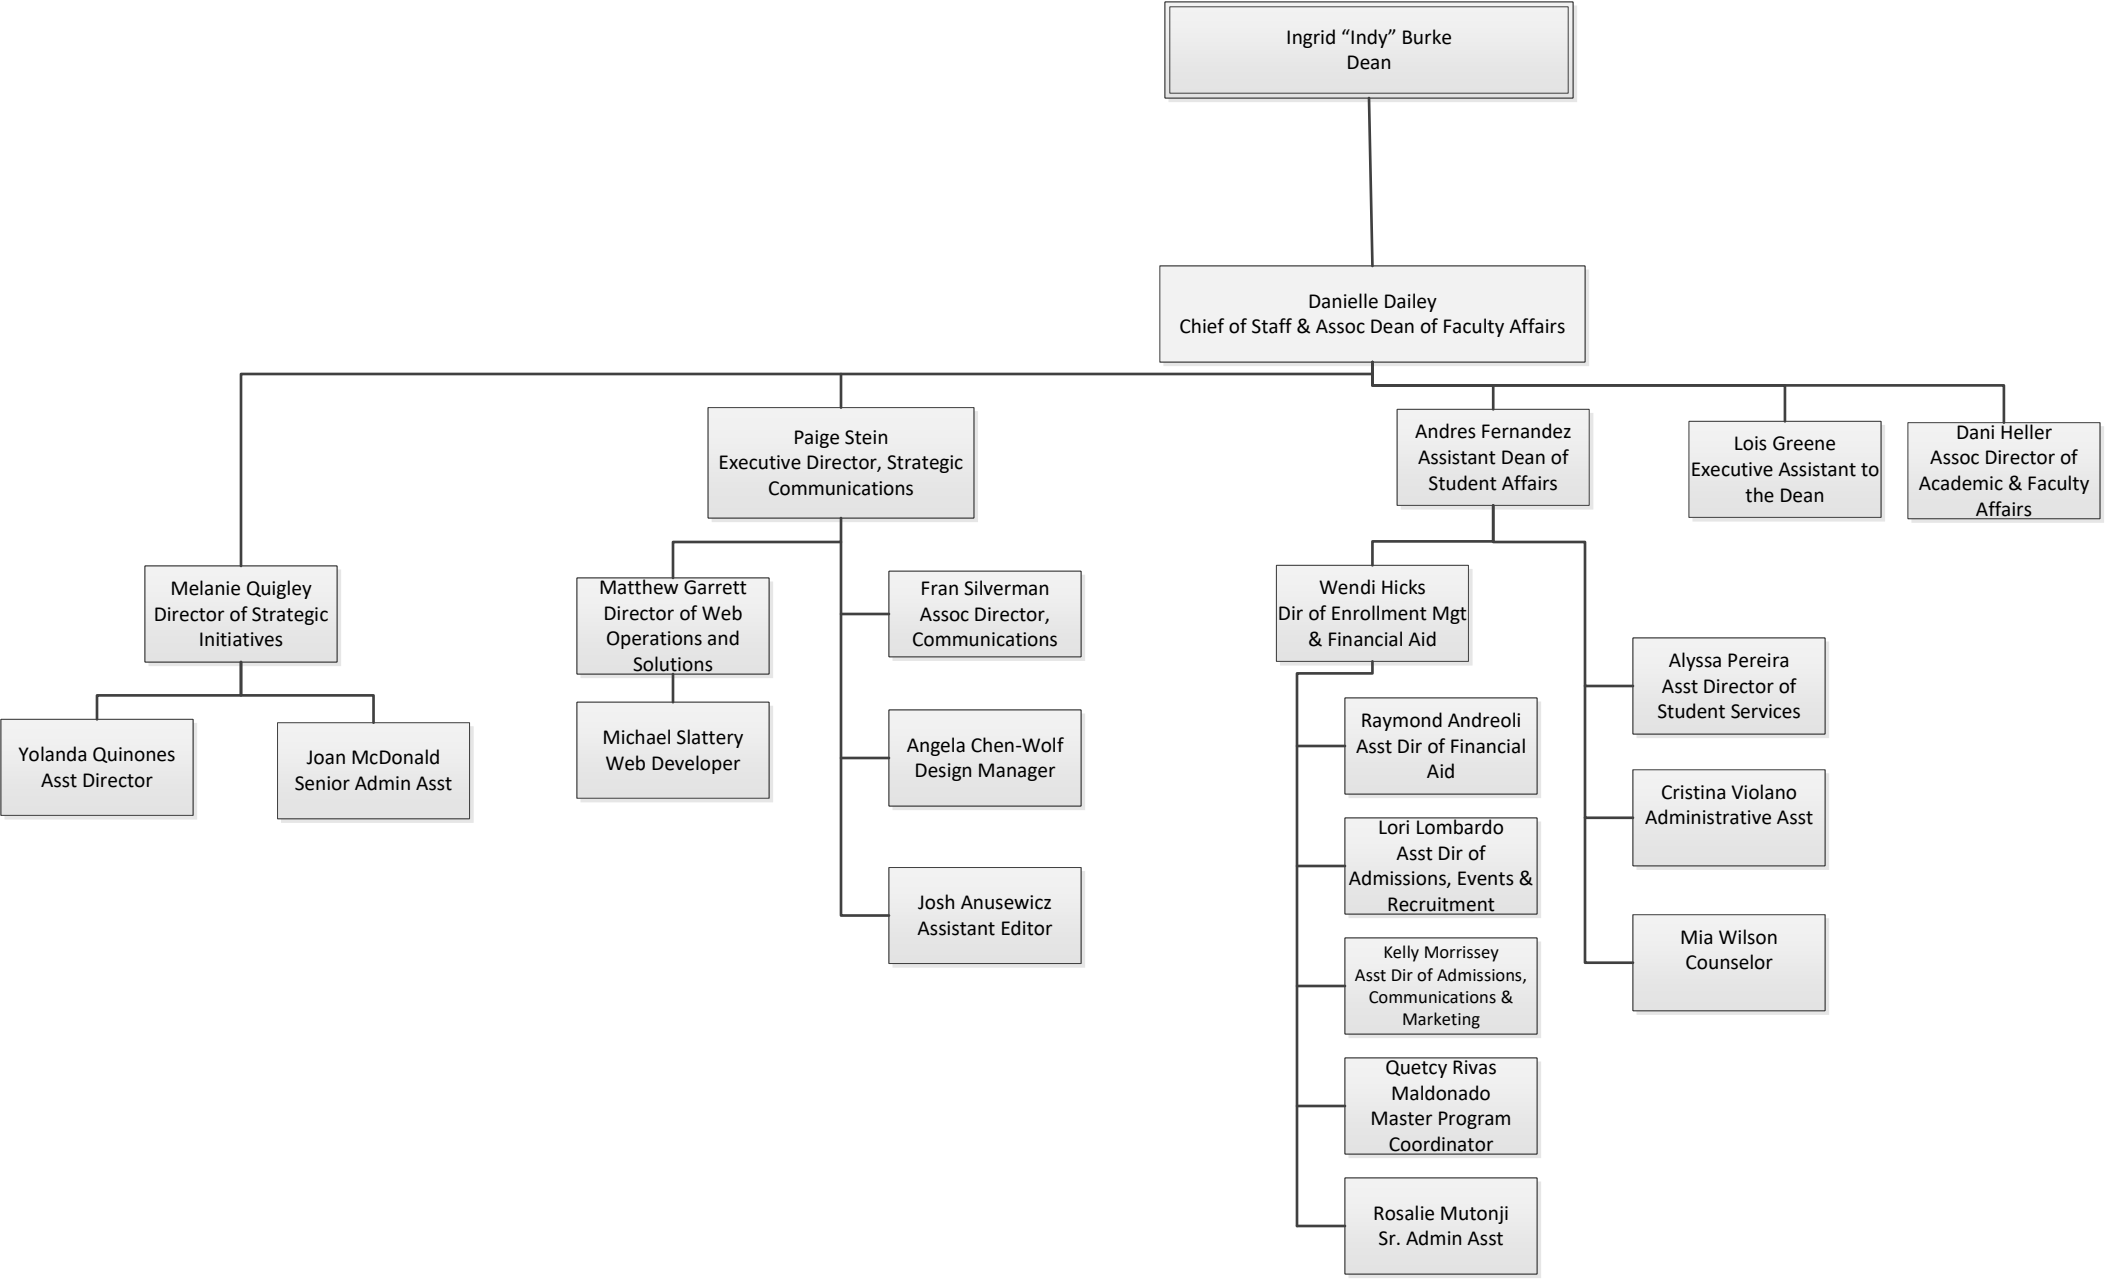 Ingrid “Indy” Burke
Dean
Danielle Dailey
Chief of Staff & Assoc Dean of Faculty Affairs
Paige Stein
Executive Director, Strategic
Communications
Andres Fernandez
Assistant Dean of
Student Affairs
Lois Greene
Executive Assistant to
the Dean
Dani Heller
Assoc Director of
Academic & Faculty
Affairs
Melanie Quigley
Director of Strategic
Initiatives
Matthew Garrett
Director of Web
Operations and
Solutions
Fran Silverman
Assoc Director,
Communications
Wendi Hicks
Dir of Enrollment Mgt
& Financial Aid
Alyssa Pereira
Asst Director of
Student Services
Yolanda Quinones
Asst Director
Joan McDonald
Senior Admin Asst
Michael Slattery
Web Developer
Angela Chen-Wolf
Design Manager
Raymond Andreoli
Asst Dir of Financial
Aid
Cristina Violano
Administrative Asst
Lori Lombardo
Asst Dir of
Admissions, Events &
Recruitment
Josh Anusewicz
Assistant Editor
Mia Wilson
Counselor
Kelly Morrissey
Asst Dir of Admissions,
Communications &
Marketing
Quetcy Rivas
Maldonado
Master Program
Coordinator
Rosalie Mutonji
Sr. Admin Asst